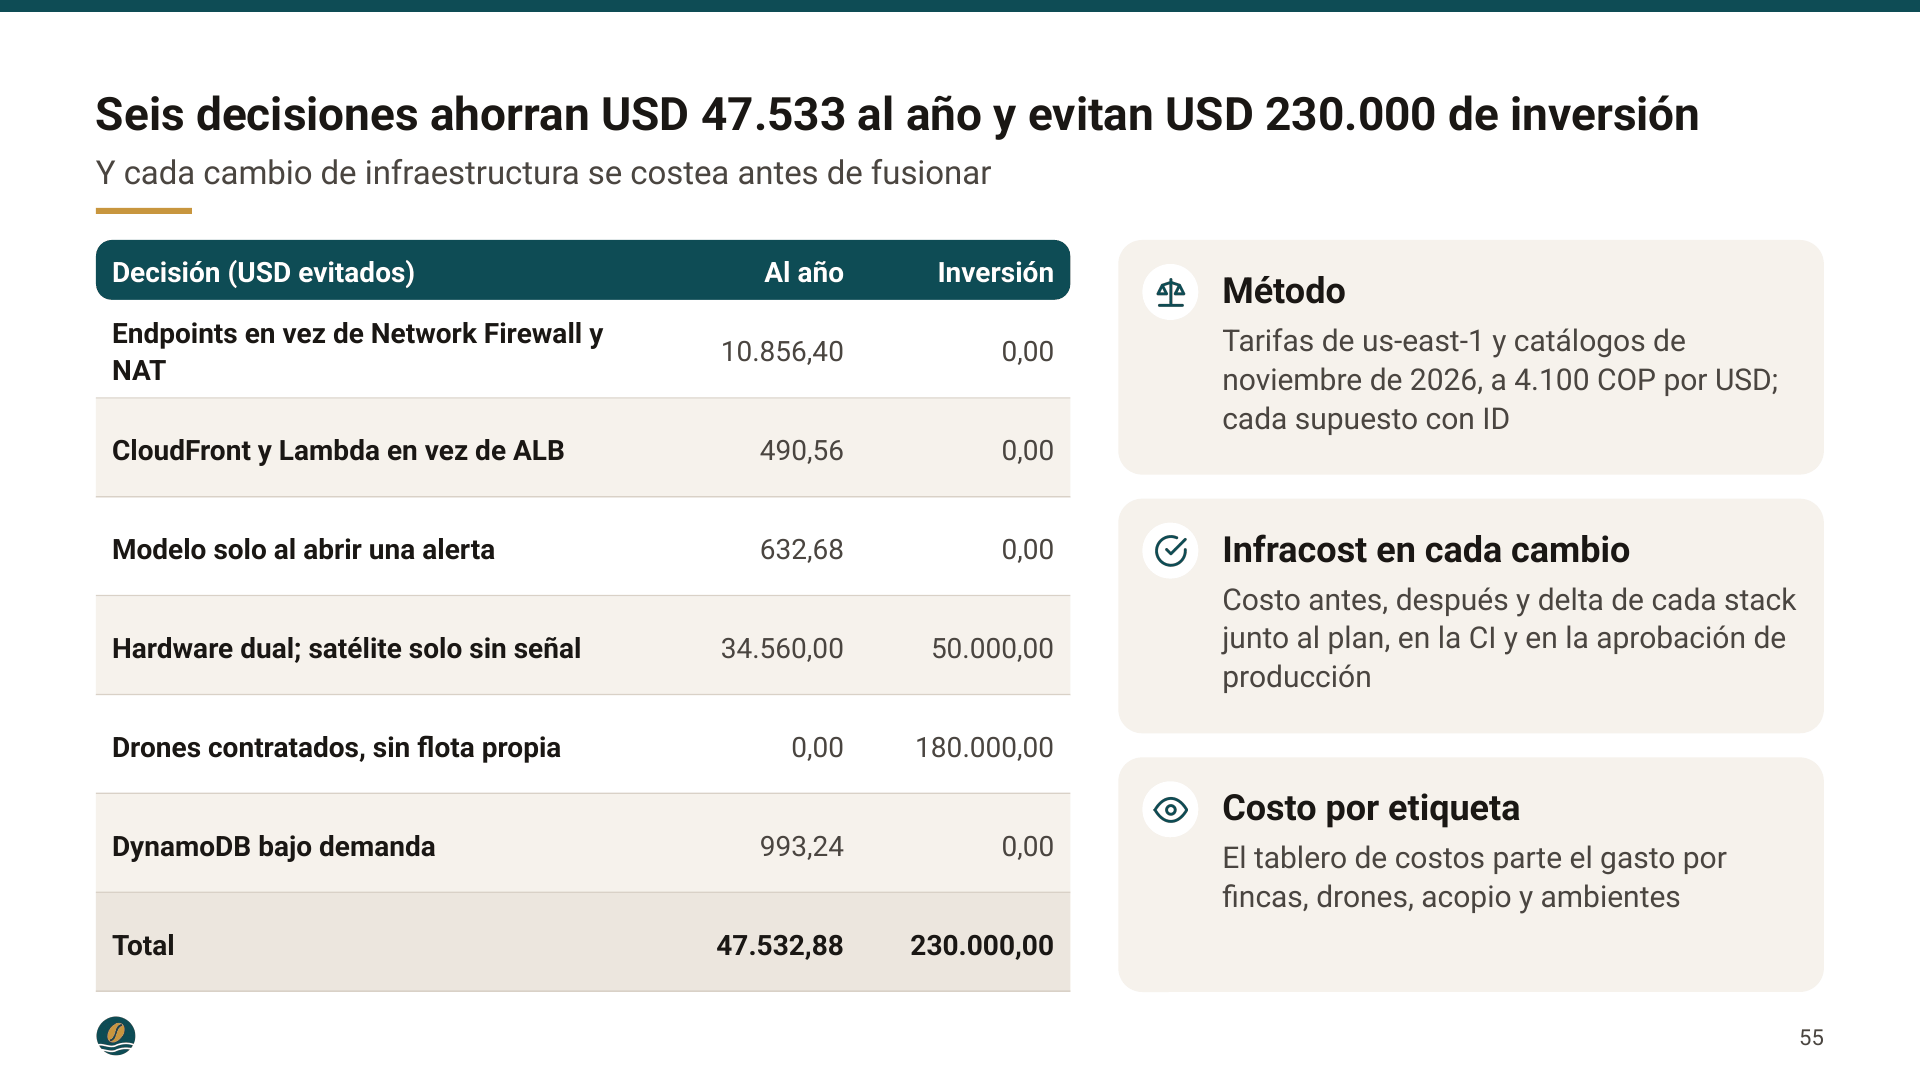 Seis decisiones ahorran USD 47.533 al año y evitan USD 230.000 de inversión
Y cada cambio de infraestructura se costea antes de fusionar
Decisión (USD evitados) Al año Inversión
Endpoints en vez de Network Firewall y
NAT 10.856,40 0,00
CloudFront y Lambda en vez de ALB 490,56 0,00
Modelo solo al abrir una alerta 632,68 0,00
Hardware dual; satélite solo sin señal 34.560,00 50.000,00
Drones contratados, sin flota propia 0,00 180.000,00
DynamoDB bajo demanda 993,24 0,00
Total 47.532,88 230.000,00
Método
Tarifas de us-east-1 y catálogos de
noviembre de 2026, a 4.100 COP por USD;
cada supuesto con ID
Infracost en cada cambio
Costo antes, después y delta de cada stack
junto al plan, en la CI y en la aprobación de
producción
Costo por etiqueta
El tablero de costos parte el gasto por
fincas, drones, acopio y ambientes
55